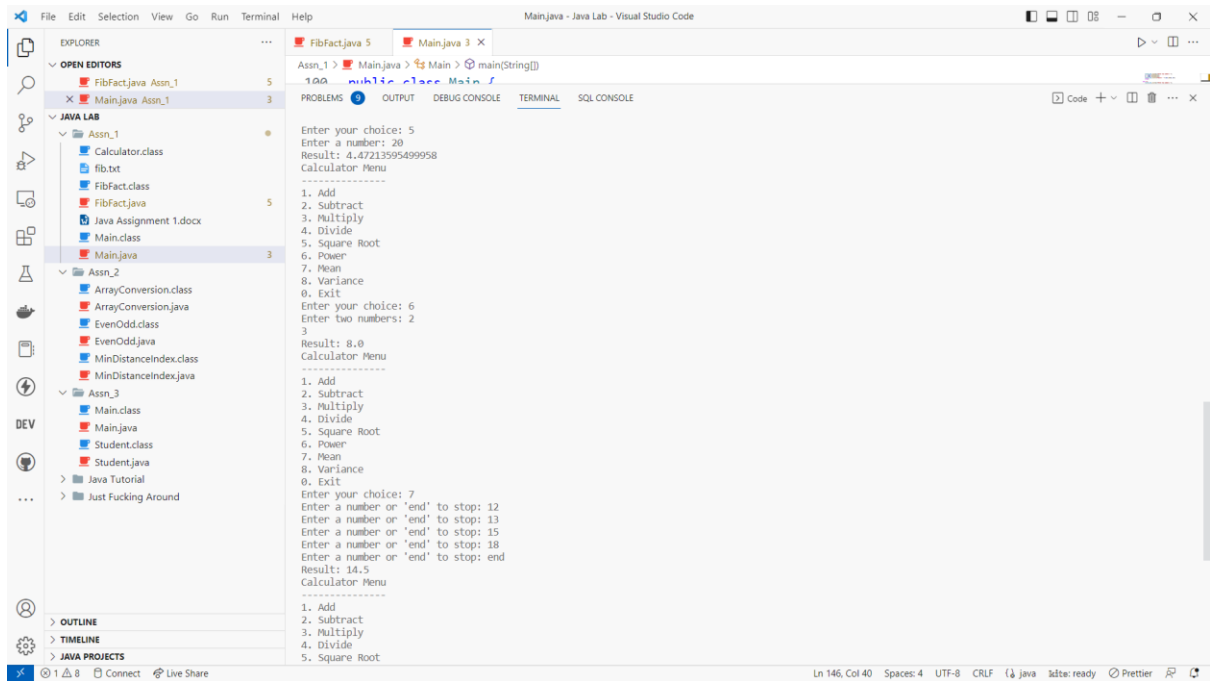 File Edit Selection View Go Run Terminal Help
Main.java - Java Lab - Visual Studio Code
EXPLORER
OPEN EDITORS
FibFact.java Assn_1 5
Main.java Assn_1 3
JAVA LAB
Assn_1
Calculator.class
fib.txt
FibFact.class
FibFact.java 5
Java Assignment 1.docx
Main.class
Main.java 3
Assn_2
ArrayConversion.class
ArrayConversion.java
EvenOdd.class
EvenOdd.java
MinDistanceIndex.class
MinDistanceIndex.java
Assn_3
Main.class
Main.java
Student.class
Student.java
Java Tutorial
Just Fucking Around
OUTLINE
TIMELINE
JAVA PROJECTS
DEV
FibFact.java 5 Main.java 3
Assn_1 > Main.java > Main > main(String[])
100 public class Main {
PROBLEMS 9 OUTPUT DEBUG CONSOLE TERMINAL SQL CONSOLE
Code
Enter your choice: 5
Enter a number: 20
Result: 4.47213595499958
Calculator Menu
---------------
1. Add
2. Subtract
3. Multiply
4. Divide
5. Square Root
6. Power
7. Mean
8. Variance
0. Exit
Enter your choice: 6
Enter two numbers: 2
3
Result: 8.0
Calculator Menu
---------------
1. Add
2. Subtract
3. Multiply
4. Divide
5. Square Root
6. Power
7. Mean
8. Variance
0. Exit
Enter your choice: 7
Enter a number or 'end' to stop: 12
Enter a number or 'end' to stop: 13
Enter a number or 'end' to stop: 15
Enter a number or 'end' to stop: 18
Enter a number or 'end' to stop: end
Result: 14.5
Calculator Menu
---------------
1. Add
2. Subtract
3. Multiply
4. Divide
5. Square Root
1 8 Connect Live Share
Ln 146, Col 40 Spaces: 4 UTF-8 CRLF java ready Prettier